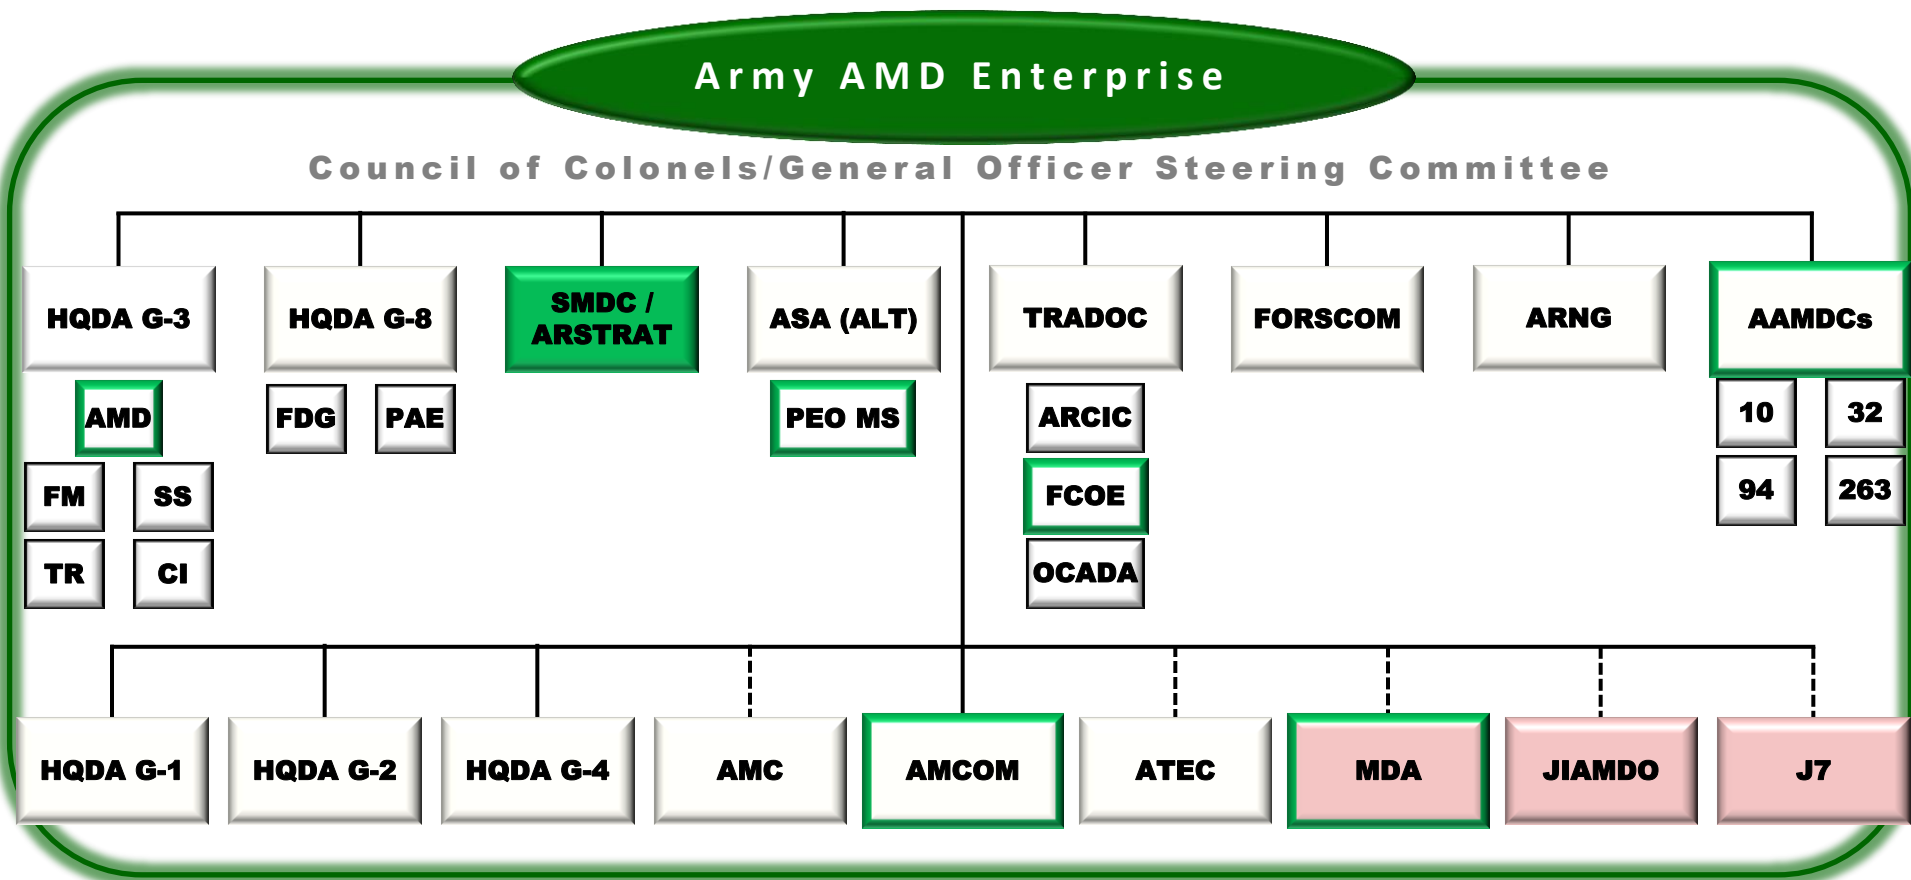 Army AMD Enterprise
Council of Colonels/General Officer Steering Committee
HQDA G-3
HQDA G-8
SMDC /
ARSTRAT
ASA (ALT)
TRADOC
FORSCOM
ARNG
AAMDCs
AMD
FDG
PAE
PEO MS
ARCIC
10
32
FM
SS
FCOE
94
263
TR
CI
OCADA
HQDA G-1
HQDA G-2
HQDA G-4
AMC
AMCOM
ATEC
MDA
JIAMDO
J7